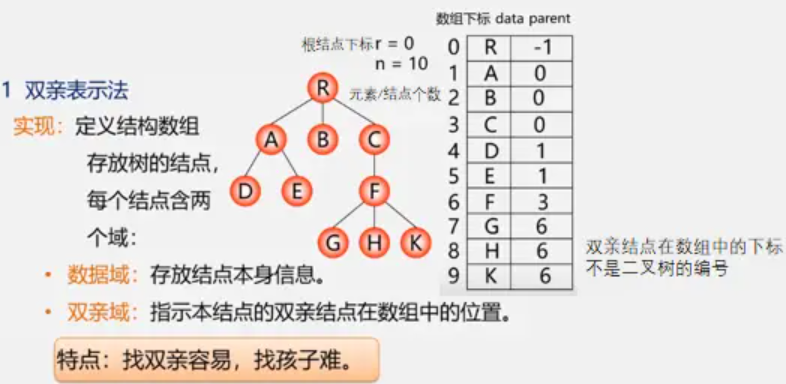 1 双亲表示法
实现：定义结构数组
存放树的结点，
每个结点含两
个域：
• 数据域：存放结点本身信息。
• 双亲域：指示本结点的双亲结点在数组中的位置。
特点：找双亲容易，找孩子难。
根结点下标r = 0
n = 10
元素/结点个数
R
A B C
D E F
G H K
数组下标 data parent
0 R -1
1 A 0
2 B 0
3 C 0
4 D 1
5 E 1
6 F 3
7 G 6
8 H 6
9 K 6
双亲结点在数组中的下标
不是二叉树的编号